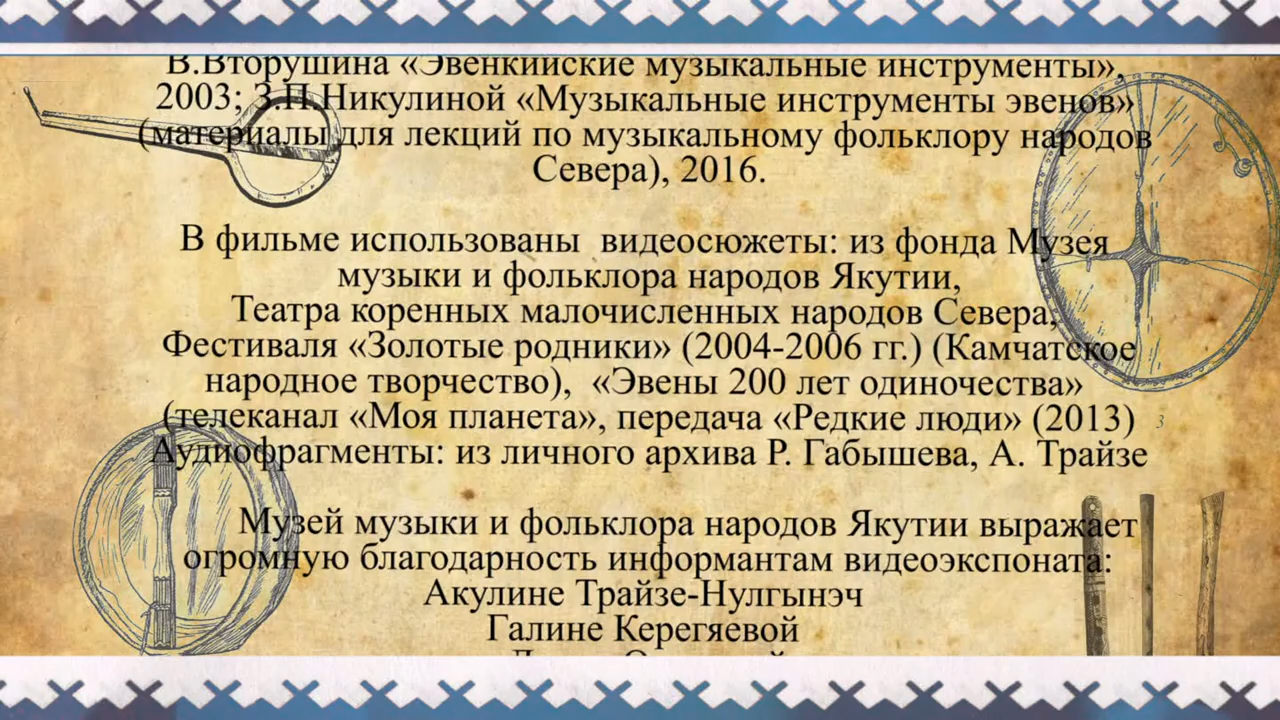 В.Вторушина «Эвенкийские музыкальные инструменты»,
2003; З.П.Никулиной «Музыкальные инструменты эвенов»
(материалы для лекций по музыкальному фольклору народов
Севера), 2016.
В фильме использованы видеосюжеты: из фонда Музея
музыки и фольклора народов Якутии,
Театра коренных малочисленных народов Севера,
Фестиваля «Золотые родники» (2004-2006 гг.) (Камчатское
народное творчество), «Эвены 200 лет одиночества»
(телеканал «Моя планета», передача «Редкие люди» (2013)
Аудиофрагменты: из личного архива Р. Габышева, А. Трайзе
Музей музыки и фольклора народов Якутии выражает
огромную благодарность информантам видеоэкспоната:
Акулине Трайзе-Нулгынэч
Галине Керегяевой